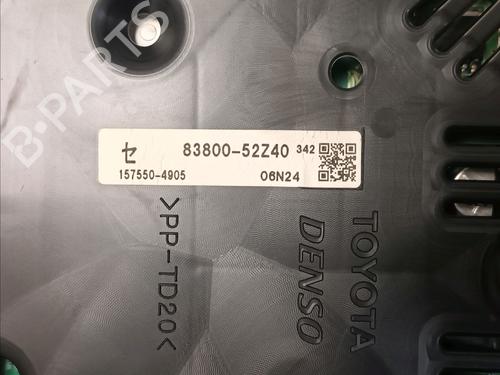 B-PARTS
セ 83800-52Z40 342
157550-4905 06N24
>PP-TD20<
DENSO
TOYOTA